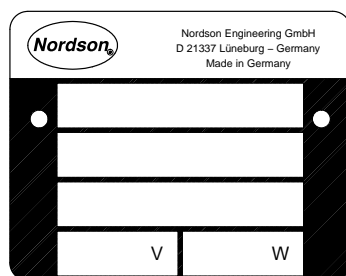 Nordson®
Nordson Engineering GmbH
D 21337 Lüneburg – Germany
Made in Germany
V
W